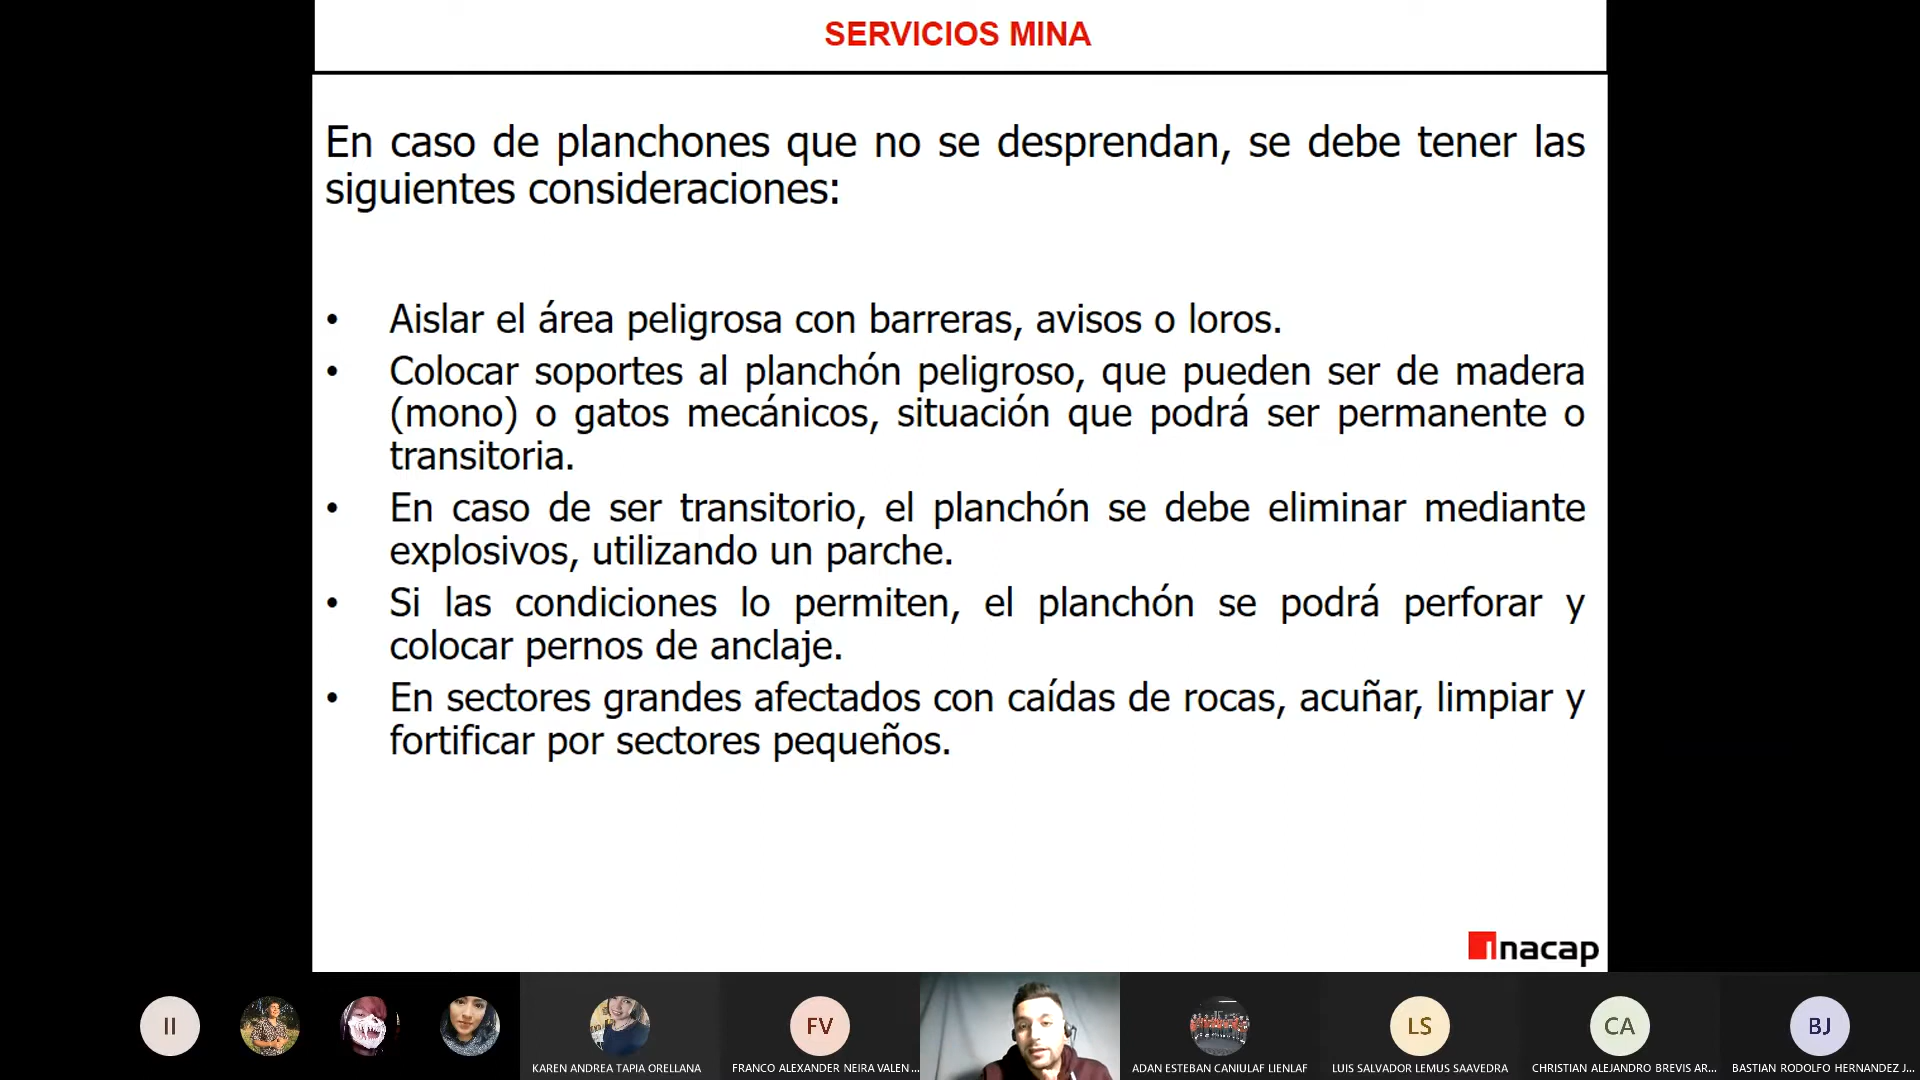 SERVICIOS MINA
En caso de planchones que no se desprendan, se debe tener las
siguientes consideraciones:
• Aislar el área peligrosa con barreras, avisos o loros.
• Colocar soportes al planchón peligroso, que pueden ser de madera
(mono) o gatos mecánicos, situación que podrá ser permanente o
transitoria.
• En caso de ser transitorio, el planchón se debe eliminar mediante
explosivos, utilizando un parche.
• Si las condiciones lo permiten, el planchón se podrá perforar y
colocar pernos de anclaje.
• En sectores grandes afectados con caídas de rocas, acuñar, limpiar y
fortificar por sectores pequeños.
inacap
II
FV
LS
CA
BJ
KAREN ANDREA TAPIA ORELLANA
FRANCO ALEXANDER NEIRA VALEN...
ADAN ESTEBAN CANIULAF LIENLAF
LUIS SALVADOR LEMUS SAAVEDRA
CHRISTIAN ALEJANDRO BREVIS AR...
BASTIAN RODOLFO HERNANDEZ J...